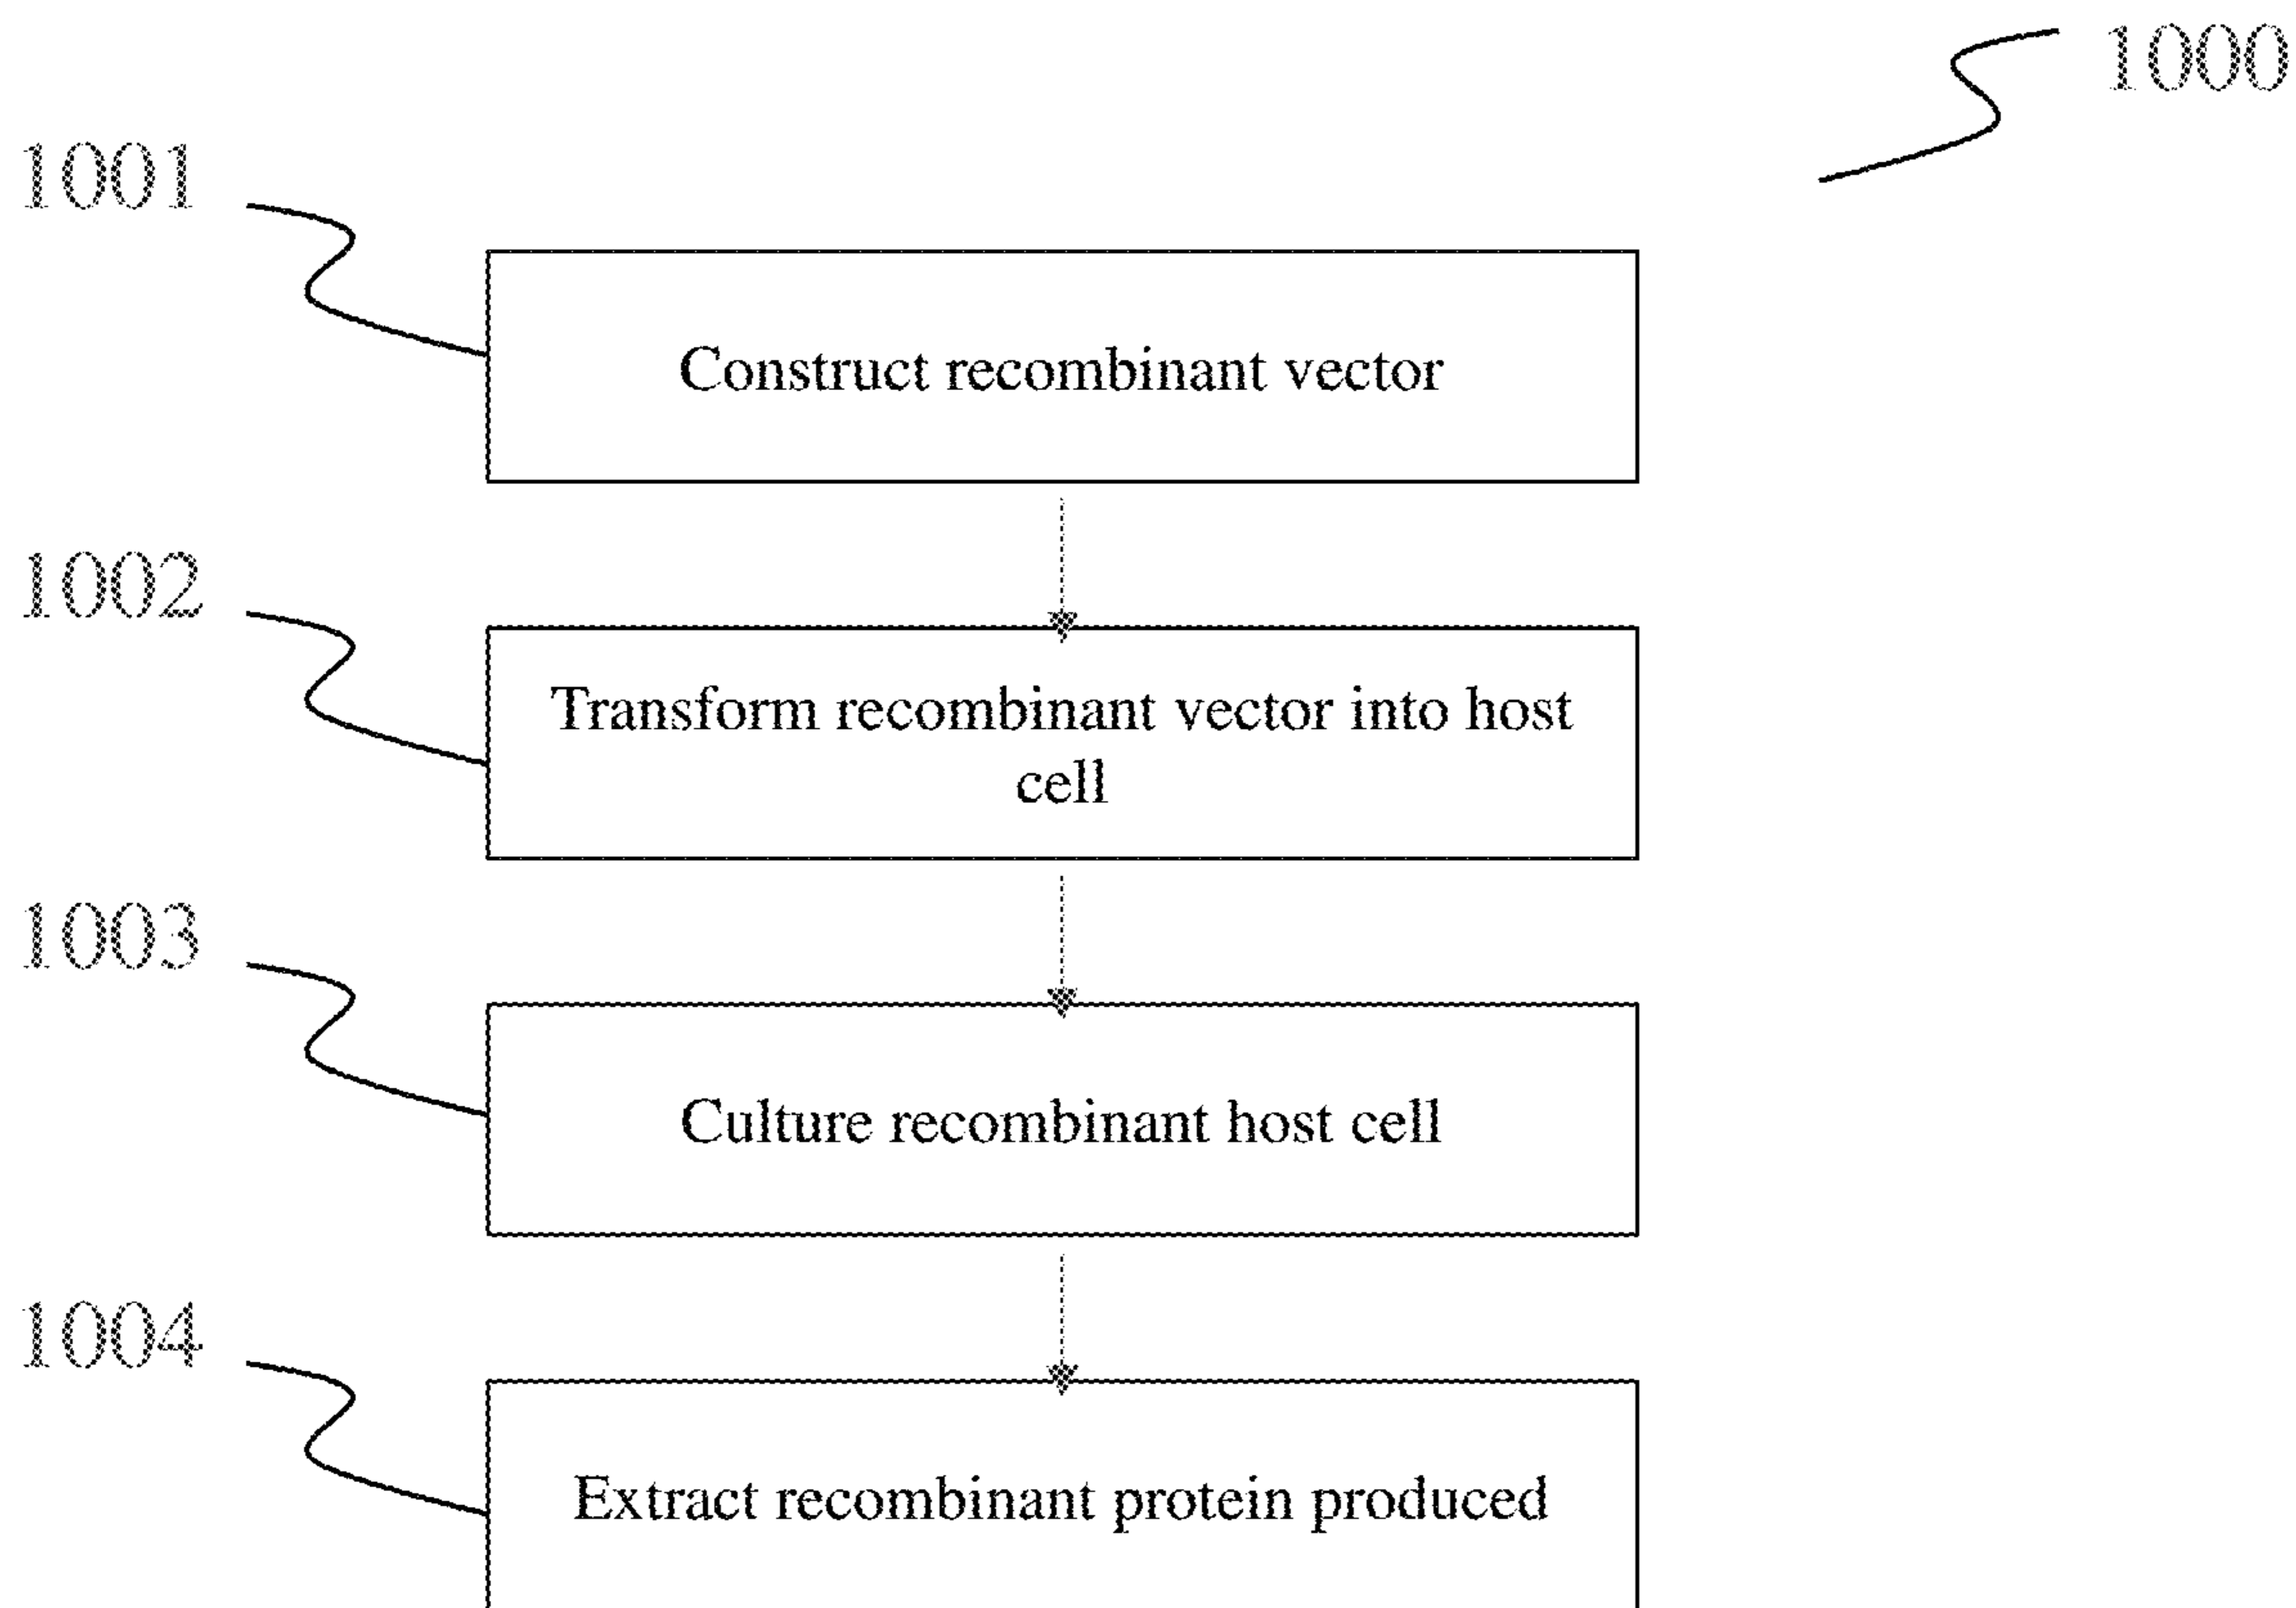 1000
1001
Construct recombinant vector
1002
Transform recombinant vector into host
cell
1003
Culture recombinant host cell
1004
Extract recombinant protein produced